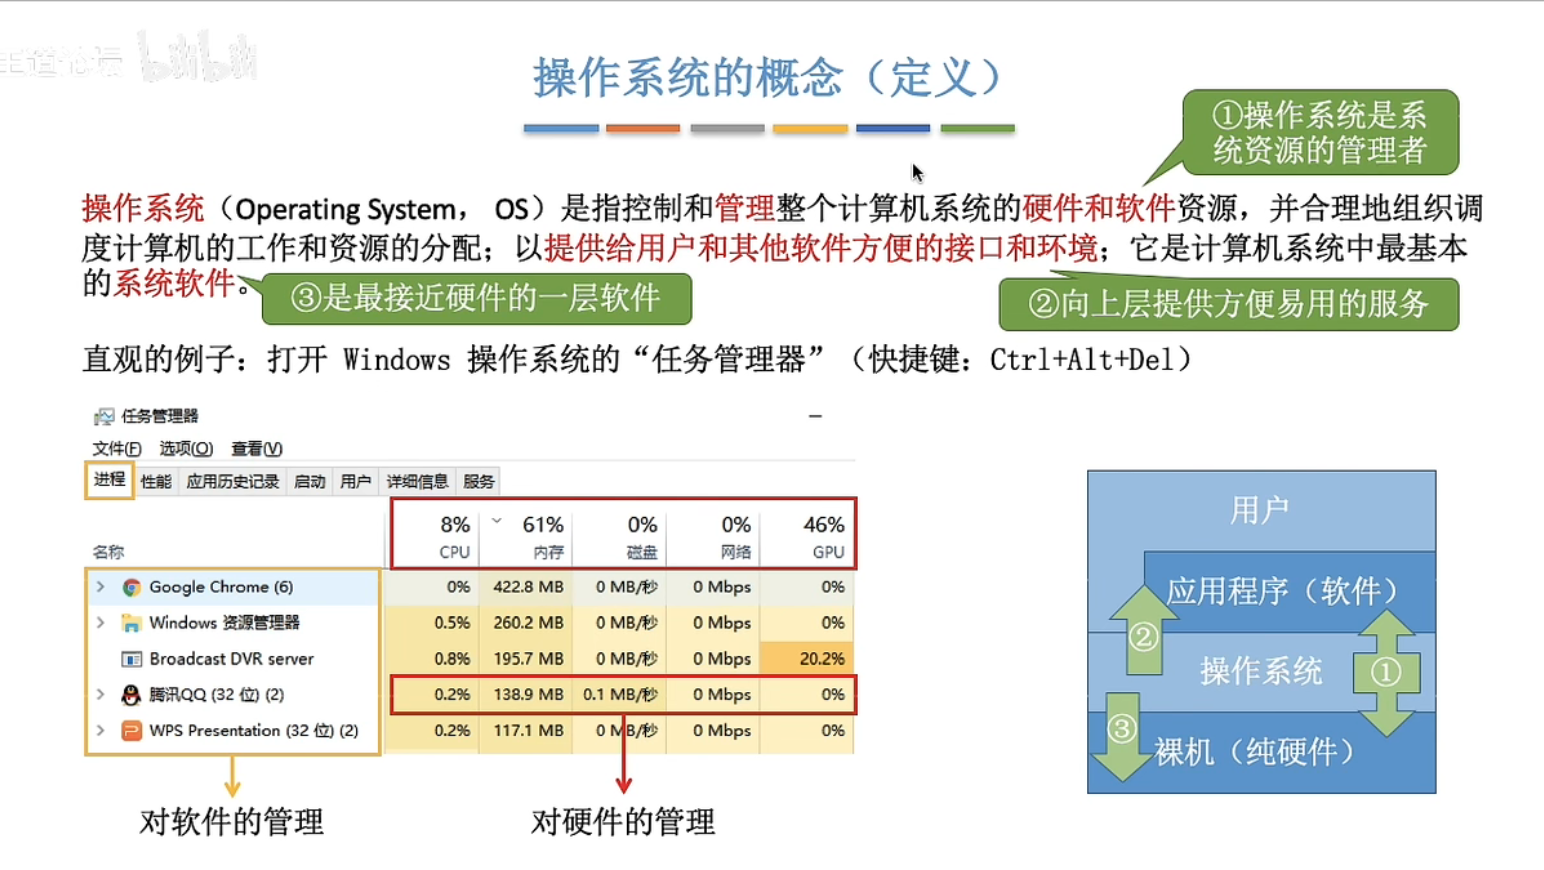 王道论坛 bilibili
操作系统的概念（定义）
①操作系统是系
统资源的管理者
操作系统（Operating System， OS）是指控制和管理整个计算机系统的硬件和软件资源，并合理地组织调
度计算机的工作和资源的分配；以提供给用户和其他软件方便的接口和环境；它是计算机系统中最基本
的系统软件。
③是最接近硬件的一层软件
②向上层提供方便易用的服务
直观的例子：打开 Windows 操作系统的“任务管理器”（快捷键：Ctrl+Alt+Del）
任务管理器
文件(F) 选项(O) 查看(V)
进程 性能 应用历史记录 启动 用户 详细信息 服务
8% 61% 0% 0% 46%
名称 CPU 内存 磁盘 网络 GPU
Google Chrome (6) 0% 422.8 MB 0 MB/秒 0 Mbps 0%
Windows 资源管理器 0.5% 260.2 MB 0 MB/秒 0 Mbps 0%
Broadcast DVR server 0.8% 195.7 MB 0 MB/秒 0 Mbps 20.2%
腾讯QQ (32 位) (2) 0.2% 138.9 MB 0.1 MB/秒 0 Mbps 0%
WPS Presentation (32 位) (2) 0.2% 117.1 MB 0 MB/秒 0 Mbps 0%
对软件的管理
对硬件的管理
用户
应用程序（软件）
②
操作系统
①
③
裸机（纯硬件）